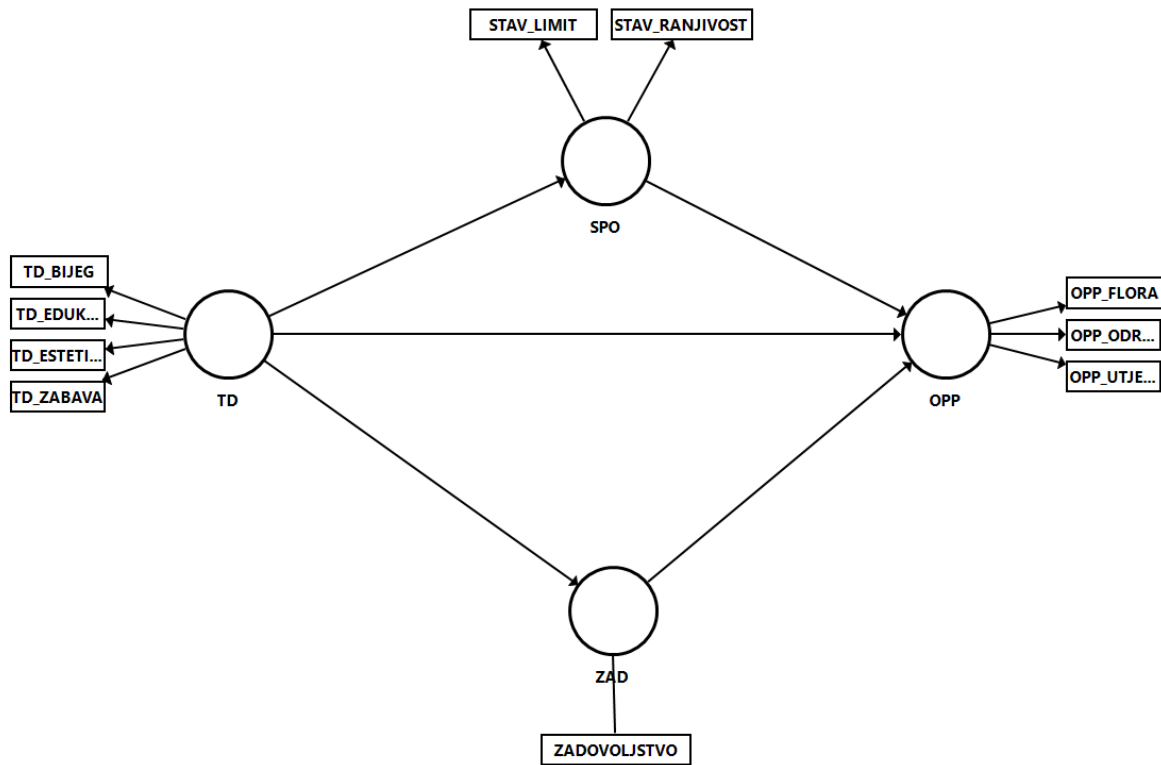 STAV_LIMIT
STAV_RANJIVOST
SPO
TD_BIJEG
TD_EDUK...
TD_ESTETI...
TD_ZABAVA
TD
OPP_FLORA
OPP_ODR...
OPP_UTJE...
OPP
ZAD
ZADOVOLJSTVO